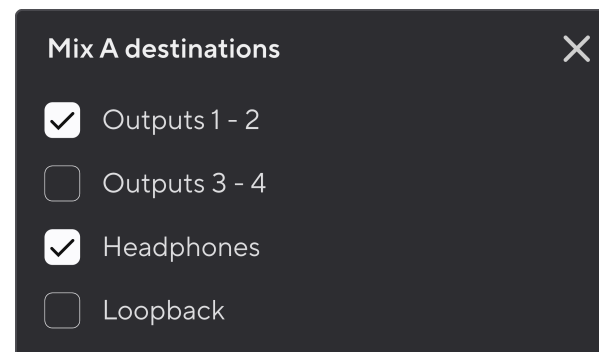 Mix A destinations
Outputs 1 - 2
Outputs 3 - 4
Headphones
Loopback